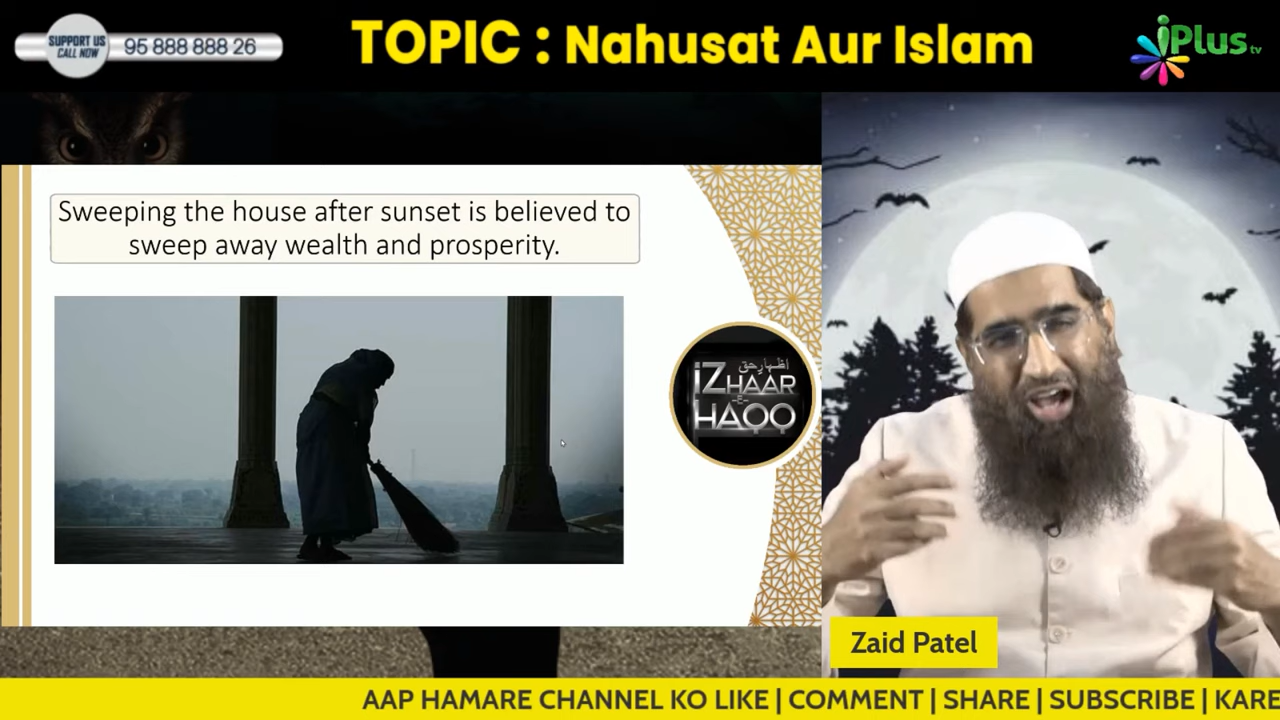 SUPPORT US
CALL NOW
95 888 888 26
TOPIC : Nahusat Aur Islam
iPlus tv
Sweeping the house after sunset is believed to
sweep away wealth and prosperity.
اظہارِ حق
iZHAAR
-E-
HAQQ
Zaid Patel
AAP HAMARE CHANNEL KO LIKE | COMMENT | SHARE | SUBSCRIBE | KARE